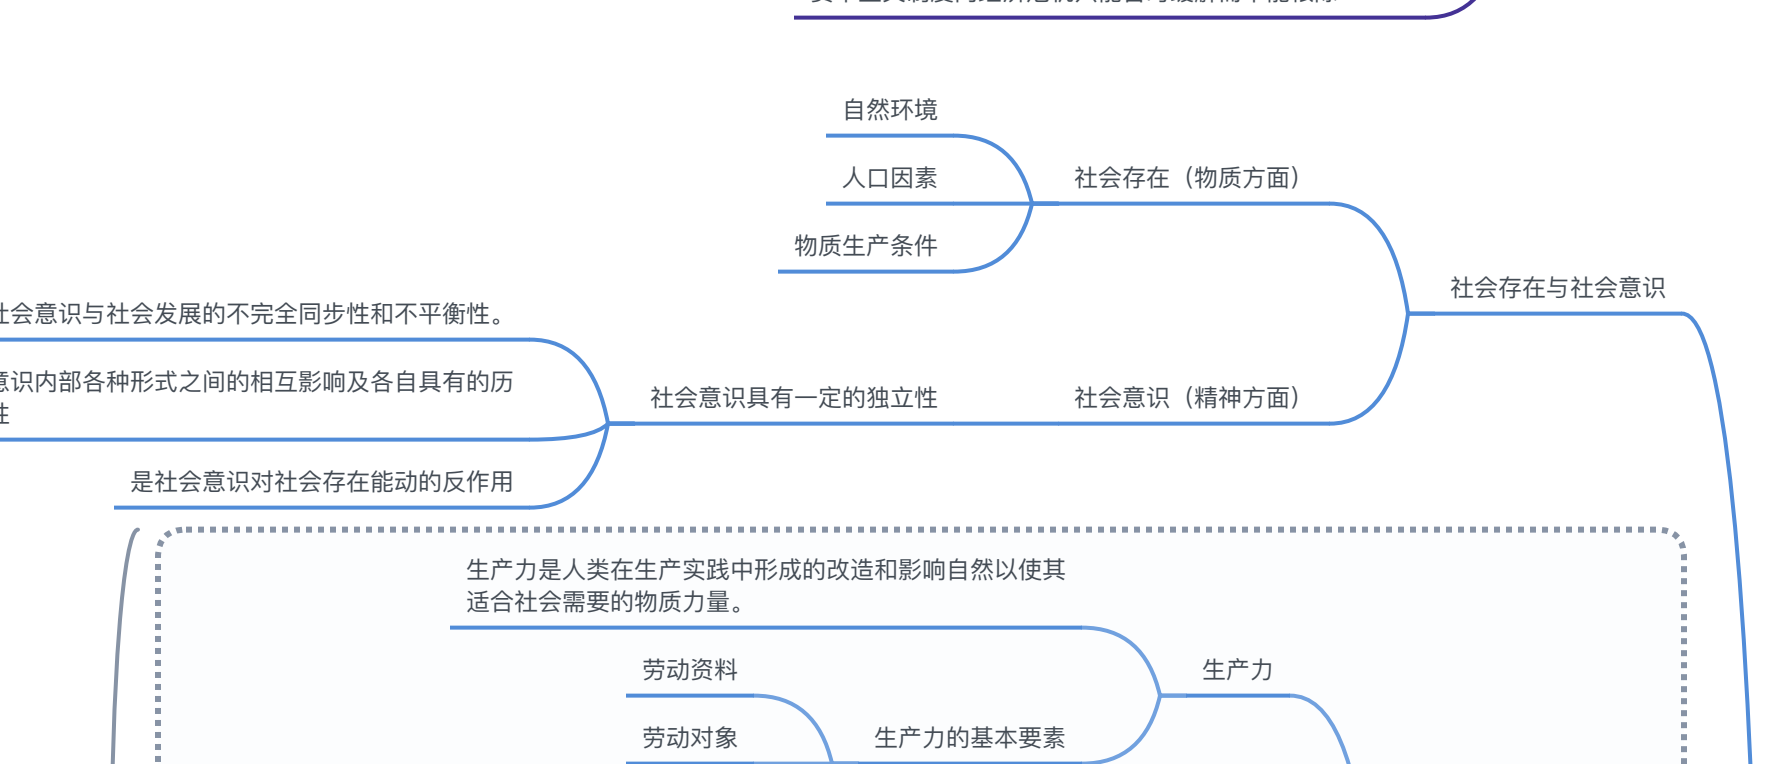 自然环境
人口因素
社会存在（物质方面）
物质生产条件
社会存在与社会意识
社会意识与社会发展的不完全同步性和不平衡性。
意识内部各种形式之间的相互影响及各自具有的历
性
社会意识具有一定的独立性
社会意识（精神方面）
是社会意识对社会存在能动的反作用
生产力是人类在生产实践中形成的改造和影响自然以使其
适合社会需要的物质力量。
劳动资料
生产力
劳动对象
生产力的基本要素